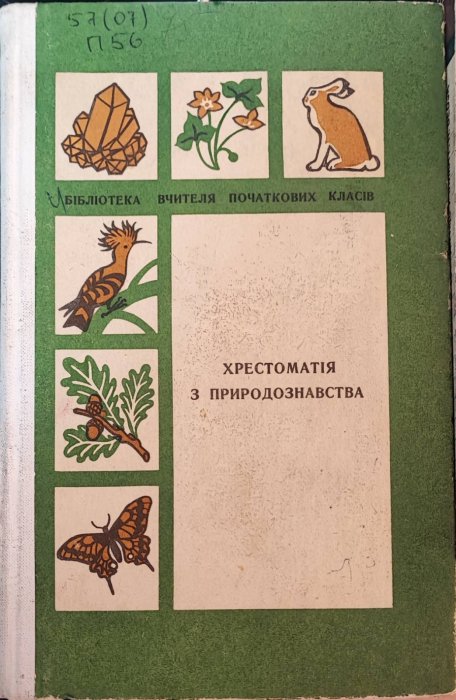 57(07)
П56
БІБЛІОТЕКА ВЧИТЕЛЯ ПОЧАТКОВИХ КЛАСІВ
ХРЕСТОМАТІЯ
З ПРИРОДОЗНАВСТВА